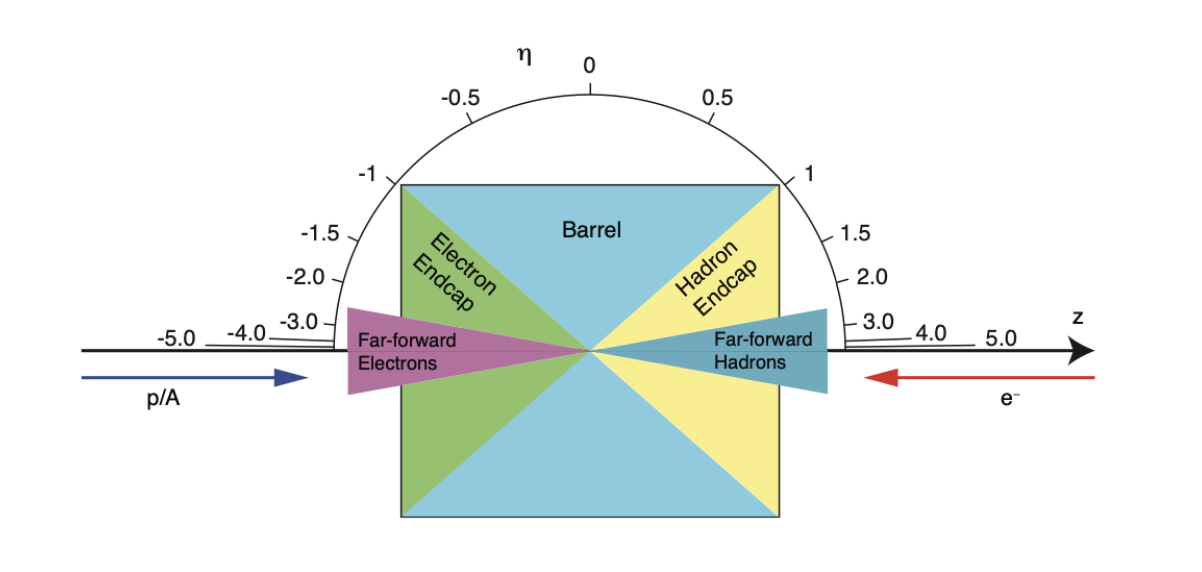 η
0
-0.5
0.5
-1
1
Barrel
-1.5
1.5
Electron
Endcap
Hadron
Endcap
-2.0
2.0
-3.0
3.0
-4.0
4.0
-5.0
5.0
z
Far-forward
Electrons
Far-forward
Hadrons
p/A
e⁻